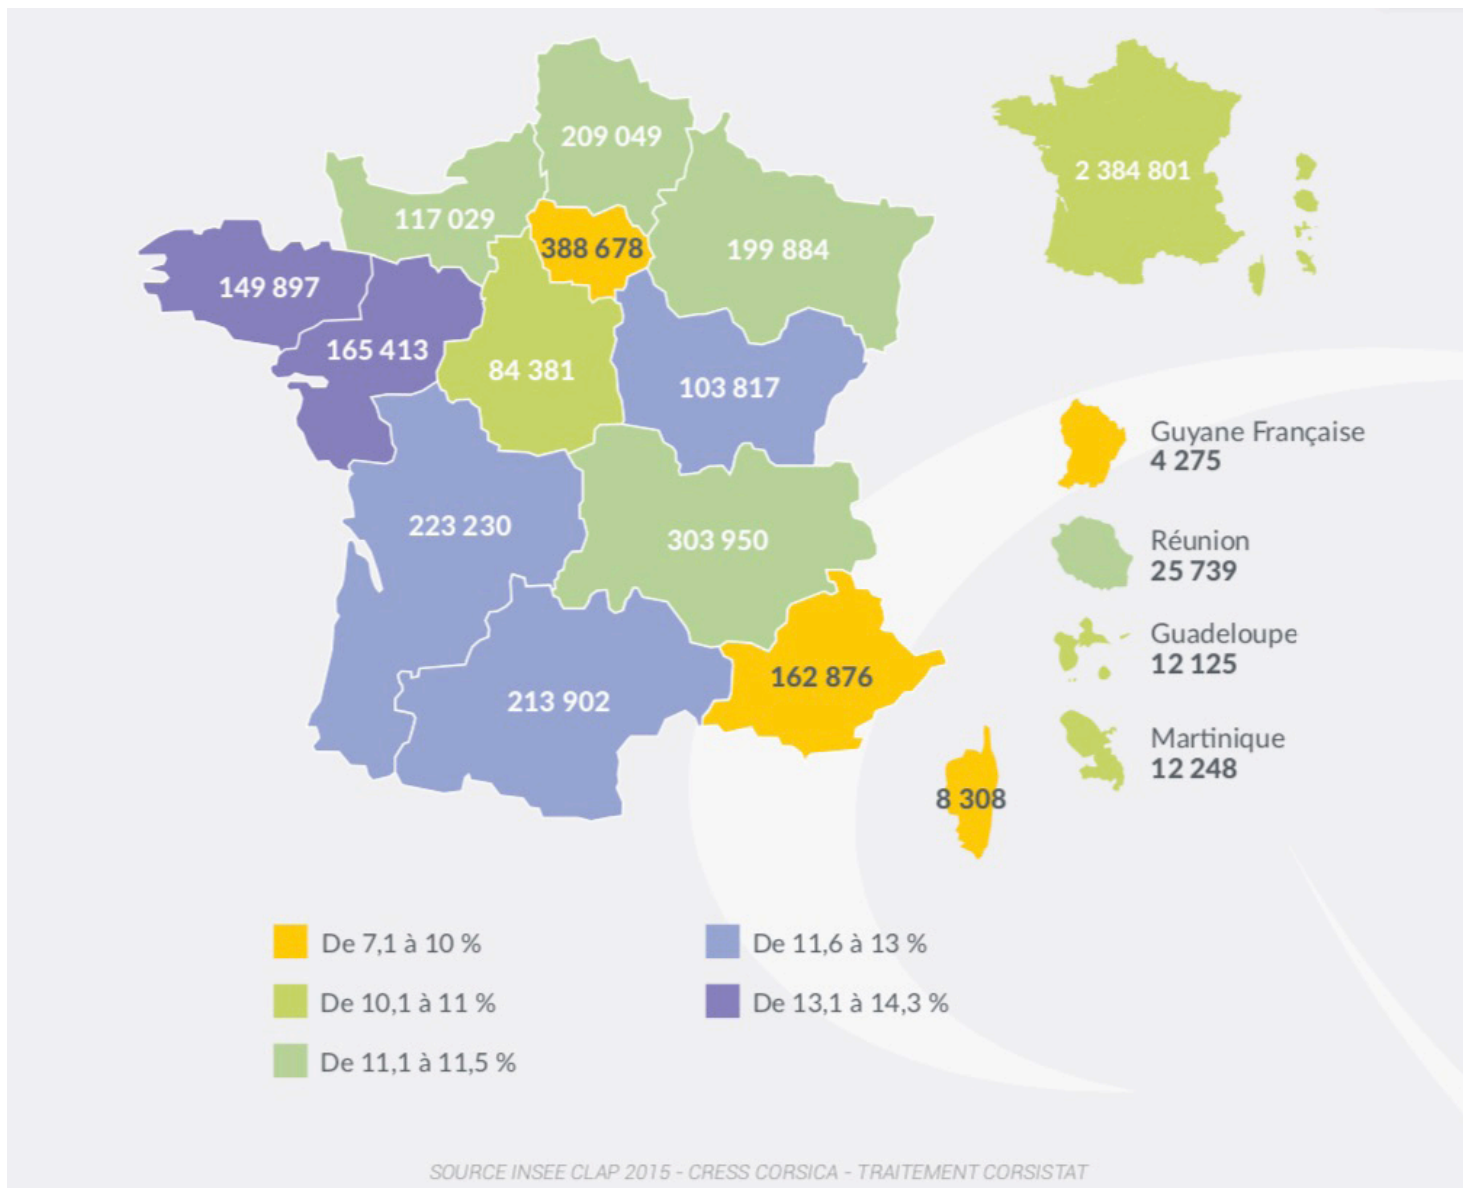 209 049
2 384 801
117 029
388 678
199 884
149 897
165 413
84 381
103 817
Guyane Française
4 275
223 230
303 950
Réunion
25 739
Guadeloupe
12 125
162 876
213 902
Martinique
12 248
8 308
De 7,1 à 10 %
De 11,6 à 13 %
De 10,1 à 11 %
De 13,1 à 14,3 %
De 11,1 à 11,5 %
SOURCE INSEE CLAP 2015 - CRESS CORSICA - TRAITEMENT CORSISTAT